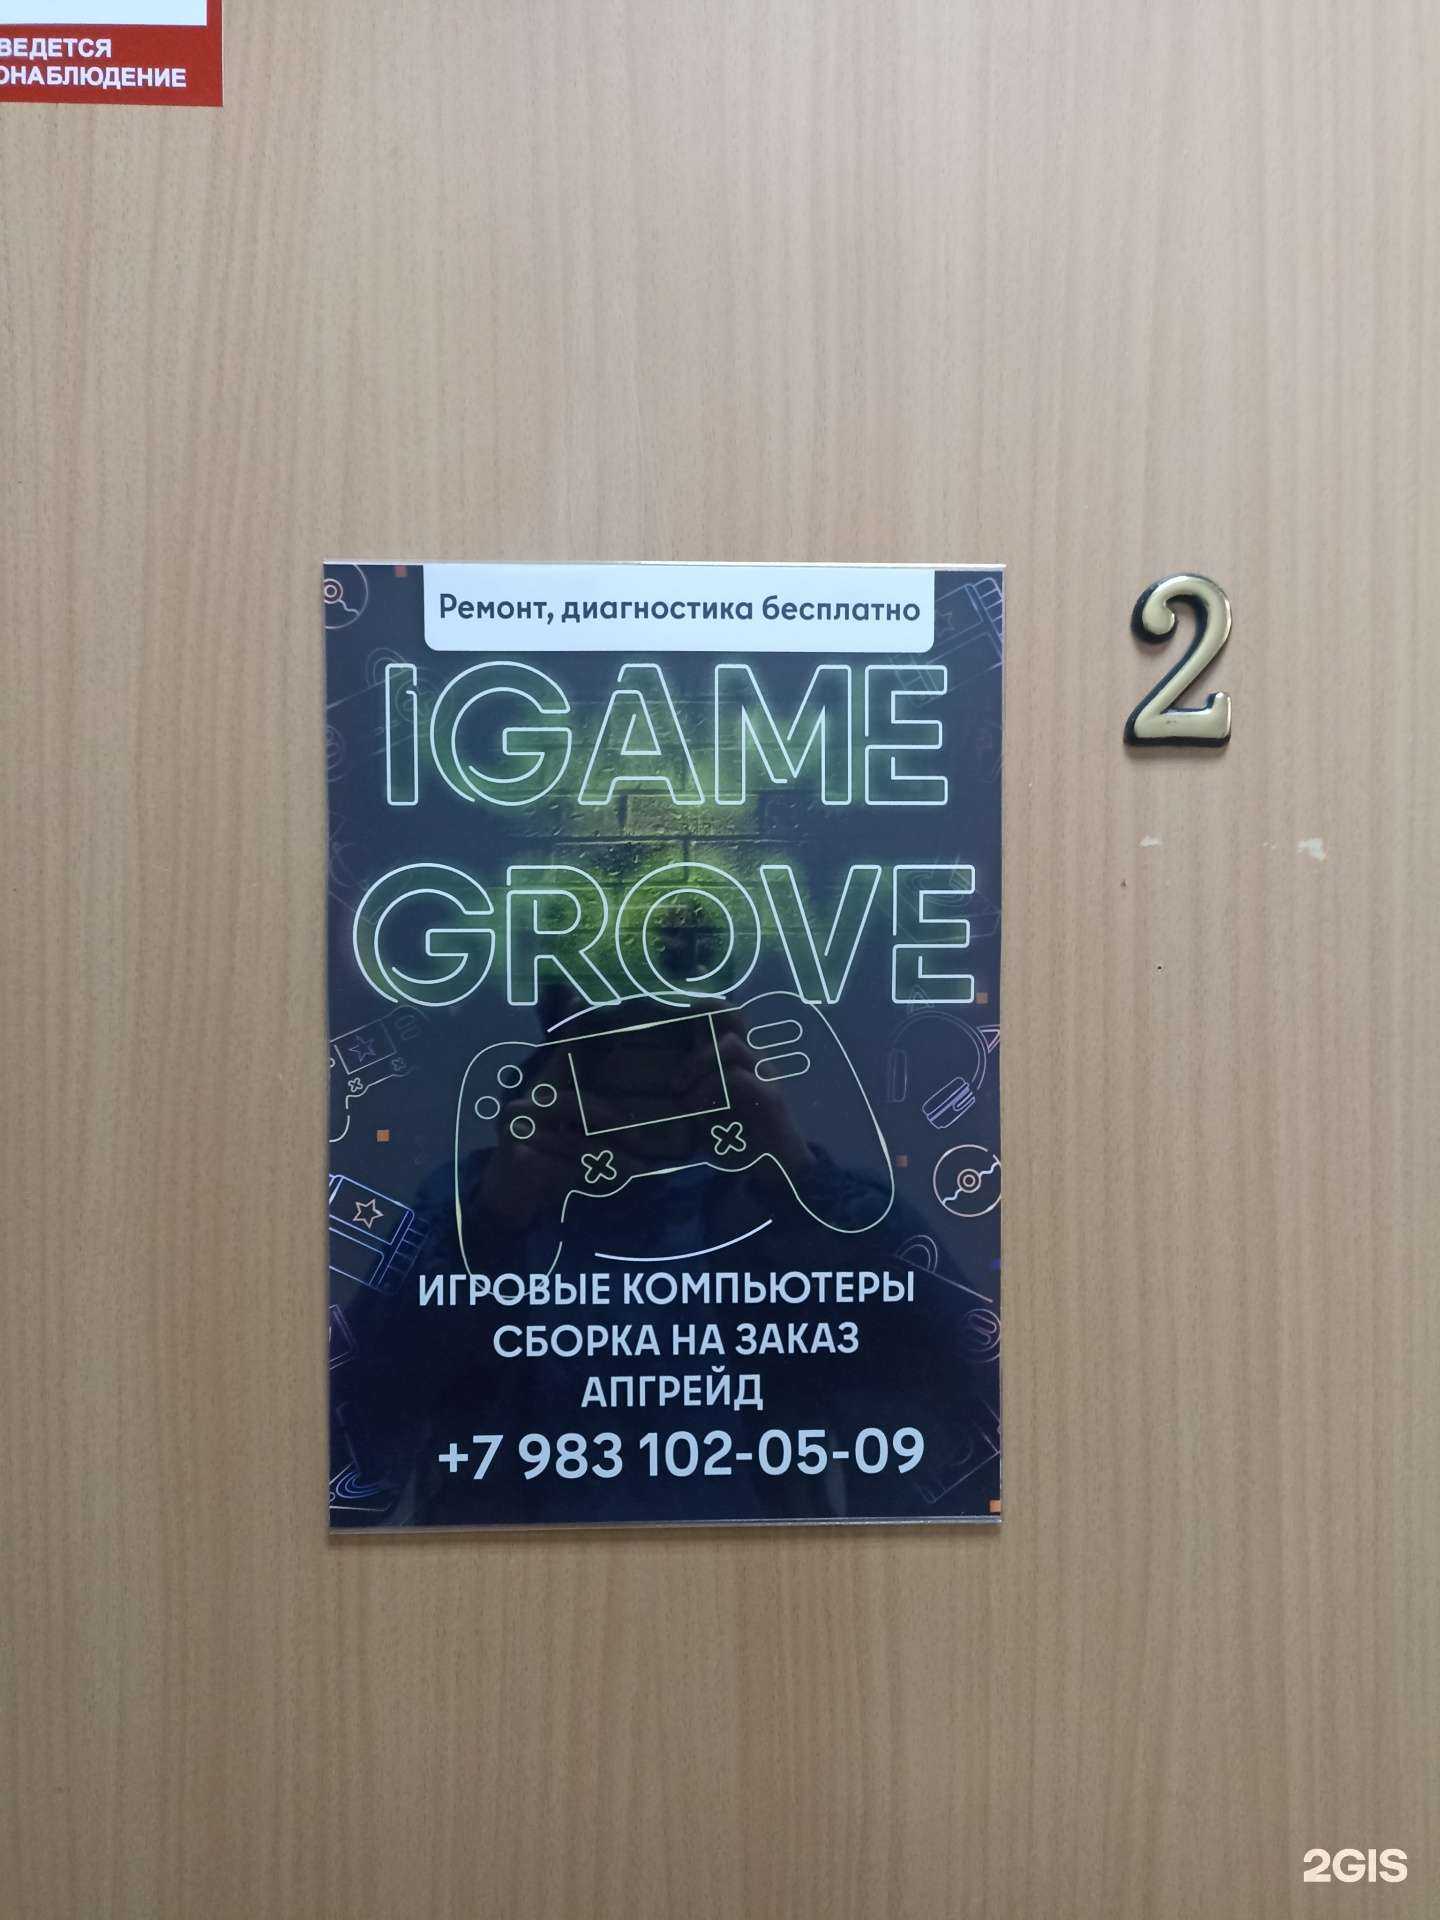 ВЕДЕТСЯ
ОНАБЛЮДЕНИЕ
Ремонт, диагностика бесплатно
IGAME
GROVE
2
ИГРОВЫЕ КОМПЬЮТЕРЫ
СБОРКА НА ЗАКАЗ
АПГРЕЙД
+7 983 102-05-09
2GIS